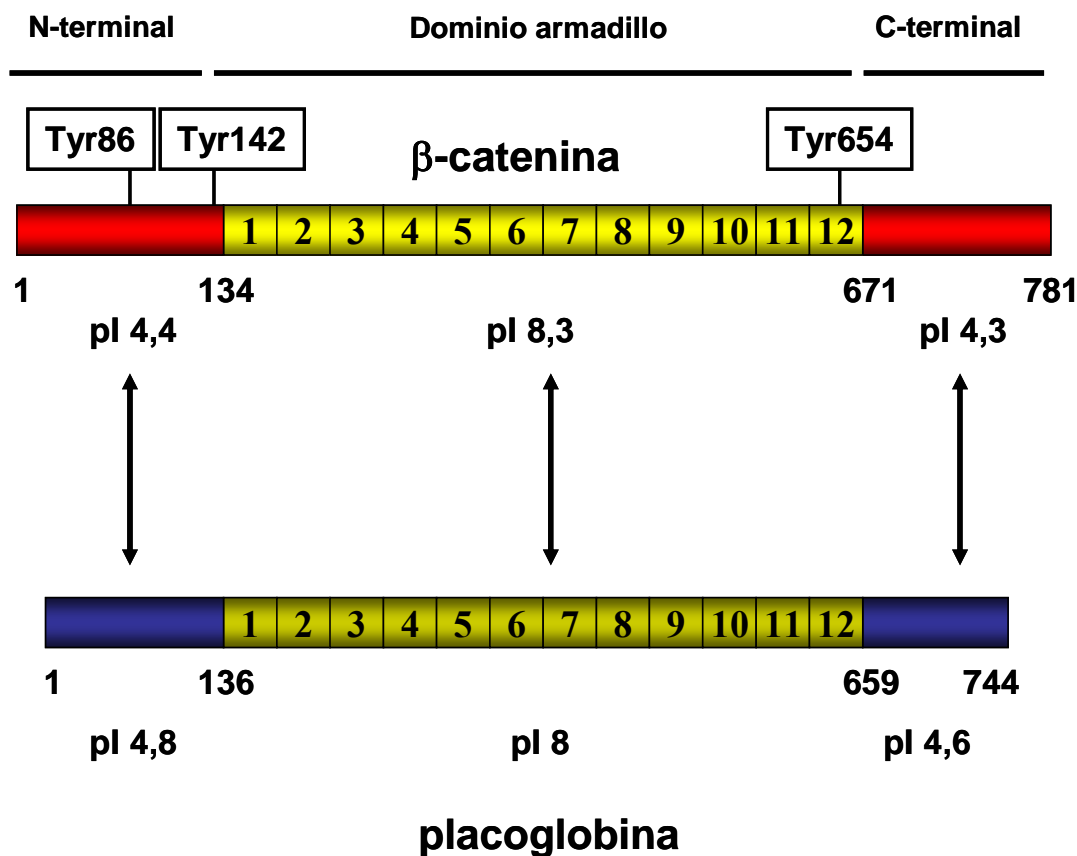 N-terminal Dominio armadillo C-terminal
Tyr86 Tyr142 β-catenina Tyr654
1 2 3 4 5 6 7 8 9 10 11 12
1 134 671 781
pI 4,4 pI 8,3 pI 4,3
1 2 3 4 5 6 7 8 9 10 11 12
1 136 659 744
pI 4,8 pI 8 pI 4,6
placoglobina